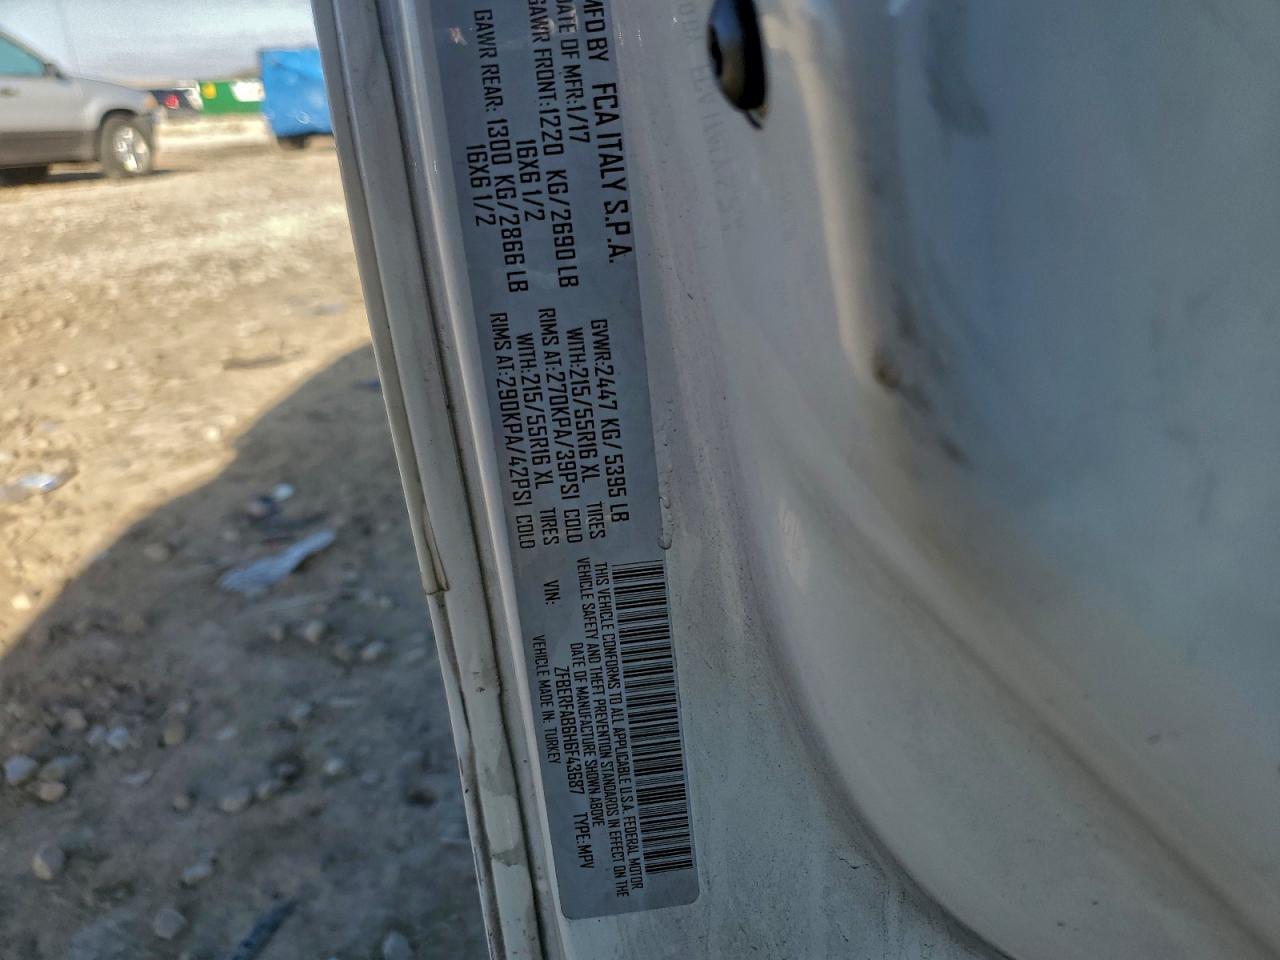 MFD BY FCA ITALY S.P.A.
DATE OF MFR:1/17 GVWR:2447 KG/5395 LB
GAWR FRONT:1220 KG/2690 LB WITH:215/55R16 XL TIRES
16X6 1/2 RIMS AT:270KPA/39PSI COLD
GAWR REAR: 1300 KG/2866 LB WITH:215/55R16 XL TIRES
16X6 1/2 RIMS AT:290KPA/42PSI COLD
THIS VEHICLE CONFORMS TO ALL APPLICABLE U.S.A. FEDERAL MOTOR
VEHICLE SAFETY AND THEFT PREVENTION STANDARDS IN EFFECT ON THE
DATE OF MANUFACTURE SHOWN ABOVE
VIN: ZFBERFAB6H6F43687 TYPE:MPV
VEHICLE MADE IN: TURKEY